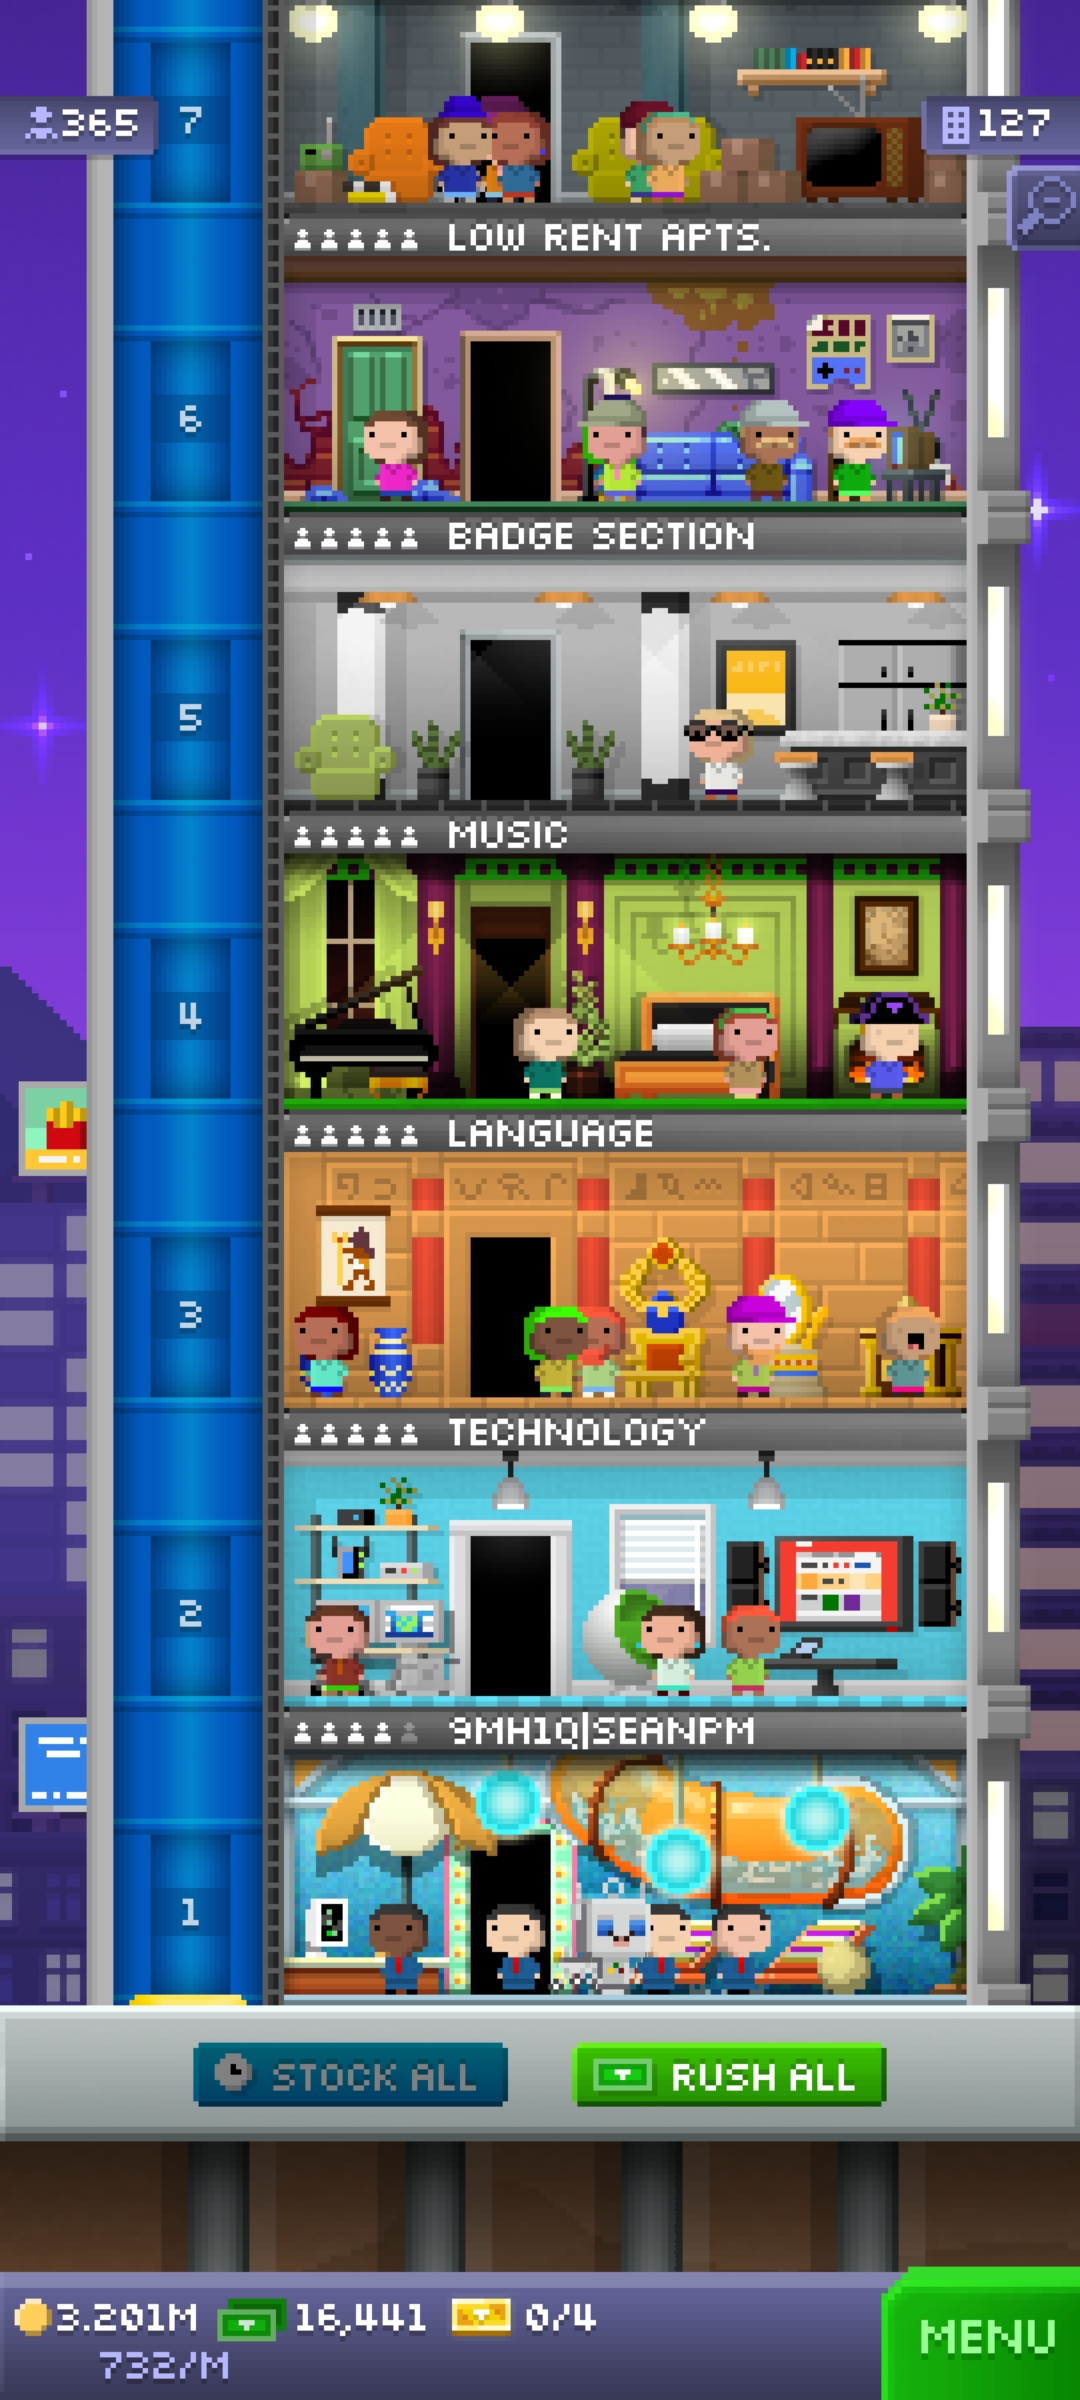 7
365
127
LOW RENT APTS.
6
BADGE SECTION
5
MUSIC
4
LANGUAGE
3
TECHNOLOGY
2
9MH1Q|SEANPM
1
STOCK ALL
RUSH ALL
3.201M
16,441
0/4
732/M
MENU